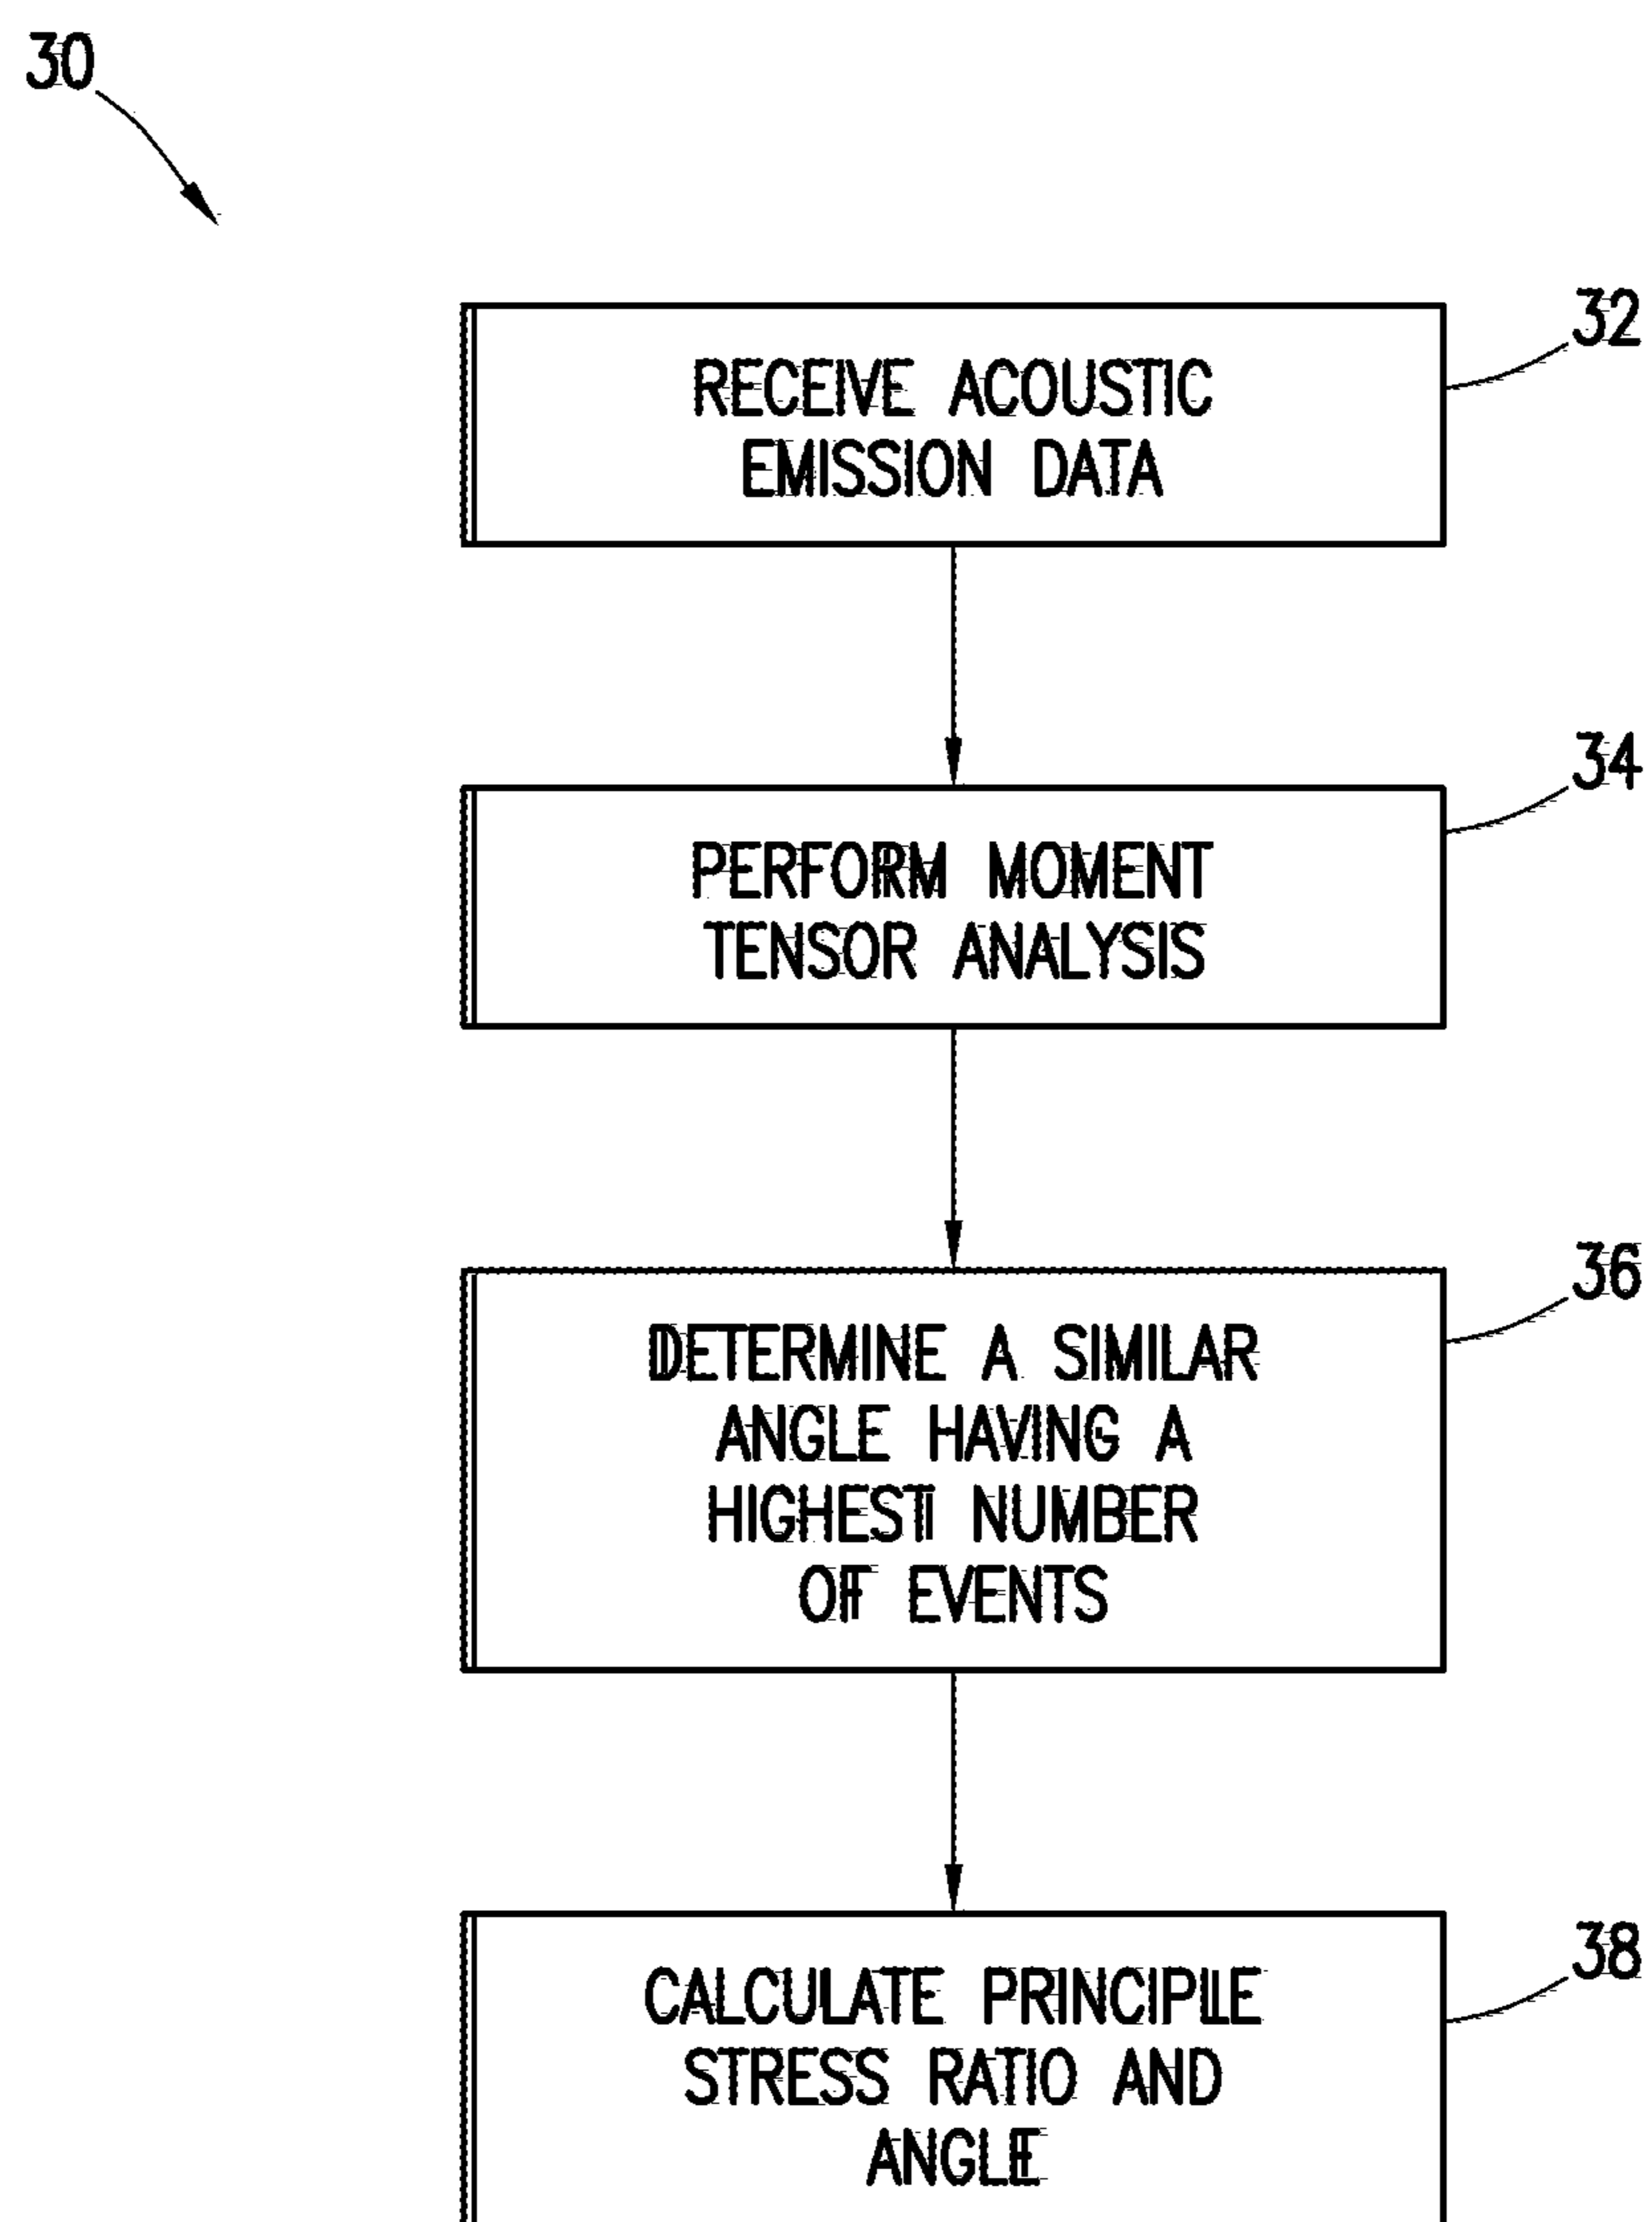 30
32
RECEIVE ACOUSTIC
EMISSION DATA
34
PERFORM MOMENT
TENSOR ANALYSIS
36
DETERMINE A SIMILAR
ANGLE HAVING A
HIGHEST NUMBER
OF EVENTS
38
CALCULATE PRINCIPLE
STRESS RATIO AND
ANGLE